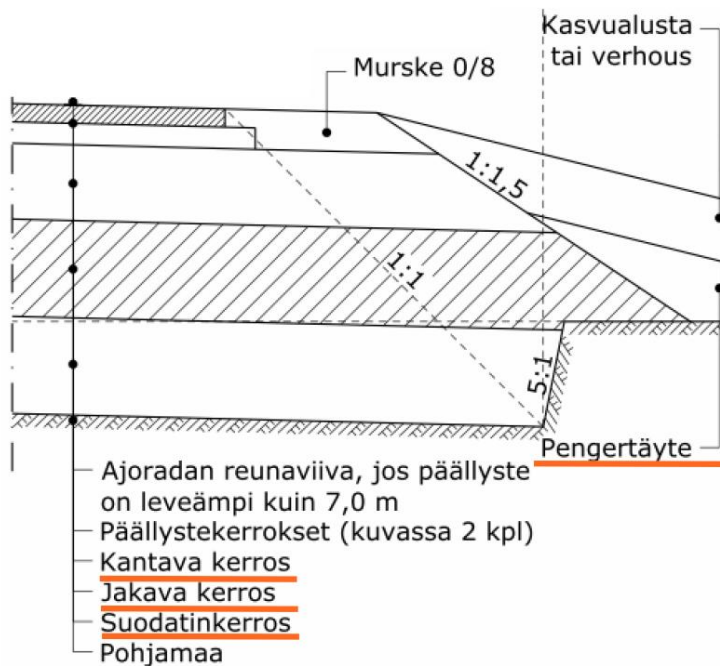 Kasvualusta
tai verhous
Murske 0/8
1:1,5
1:1
5:1
Pengertäyte
Ajoradan reunaviiva, jos päällyste
on leveämpi kuin 7,0 m
Päällystekerrokset (kuvassa 2 kpl)
Kantava kerros
Jakava kerros
Suodatinkerros
Pohjamaa